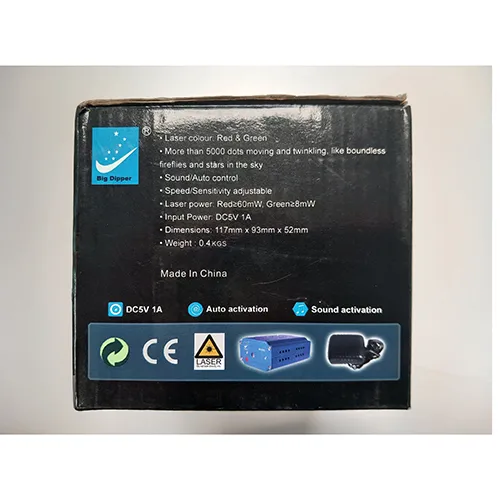 ®
Big Dipper
• Laser colour: Red & Green
• More than 5000 dots moving and twinkling, like boundless
fireflies and stars in the sky
• Sound/Auto control
• Speed/Sensitivity adjustable
• Laser power: Red≥60mW, Green≥8mW
• Input Power: DC5V 1A
• Dimensions: 117mm x 93mm x 52mm
• Weight : 0.4KGS
Made In China
DC5V 1A
Auto activation
Sound activation
CE
LASER